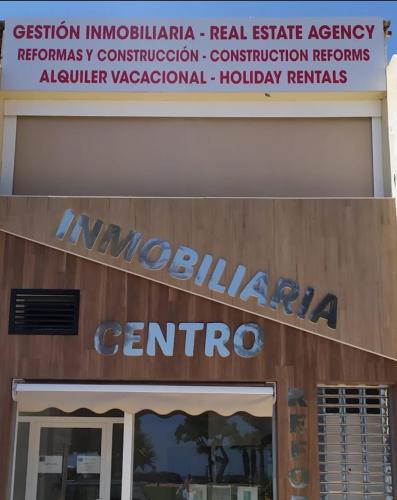 GESTIÓN INMOBILIARIA - REAL ESTATE AGENCY
REFORMAS Y CONSTRUCCIÓN - CONSTRUCTION REFORMS
ALQUILER VACACIONAL - HOLIDAY RENTALS
INMOBILIARIA
CENTRO